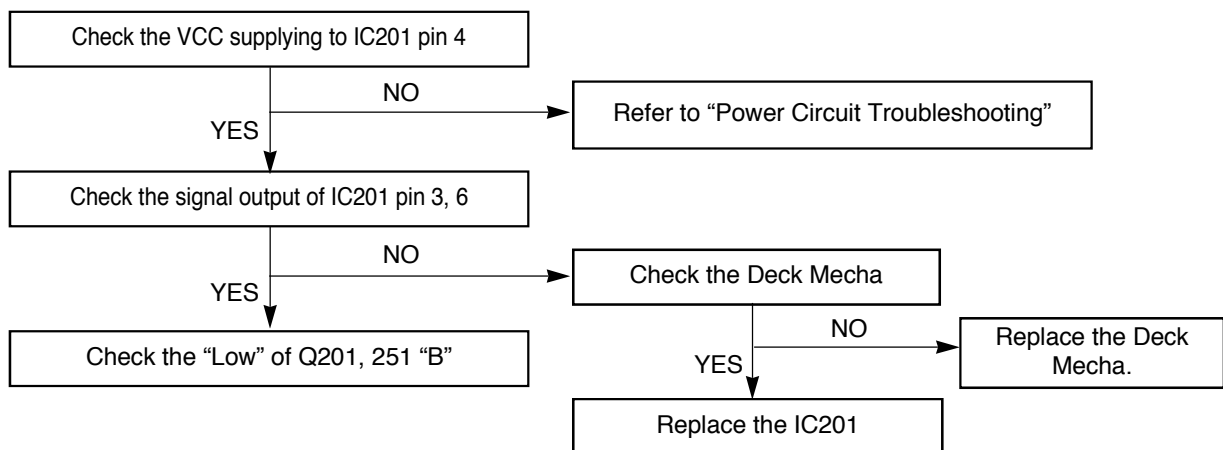 Check the VCC supplying to IC201 pin 4
NO
Refer to “Power Circuit Troubleshooting”
YES
Check the signal output of IC201 pin 3, 6
NO
Check the Deck Mecha
YES
Check the “Low” of Q201, 251 “B”
NO
Replace the Deck
Mecha.
YES
Replace the IC201